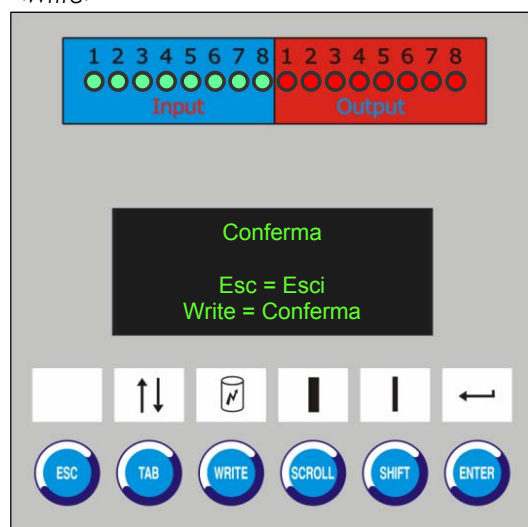 1 2 3 4 5 6 7 8 1 2 3 4 5 6 7 8
Input Output
Conferma
Esc = Esci
Write = Conferma
ESC TAB WRITE SCROLL SHIFT ENTER